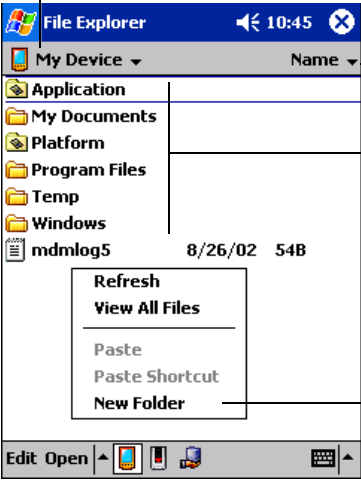 File Explorer 10:45
My Device Name
Application
My Documents
Platform
Program Files
Temp
Windows
mdmlog5 8/26/02 54B
Refresh
View All Files
Paste
Paste Shortcut
New Folder
Edit Open